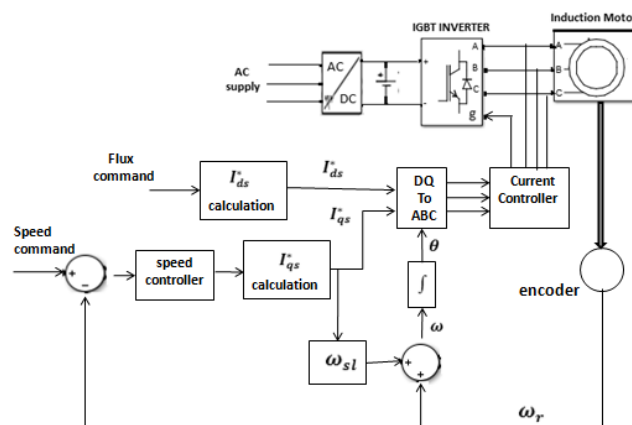 IGBT INVERTER
Induction Moto
AC
supply
AC
DC
+
-
+
-
A
B
C
g
A
B
C
Flux
command
I*ds
calculation
I*ds
I*qs
DQ
To
ABC
Current
Controller
Speed
command
+
-
speed
controller
I*qs
calculation
θ
∫
ω
encoder
ωsl
+
+
ωr